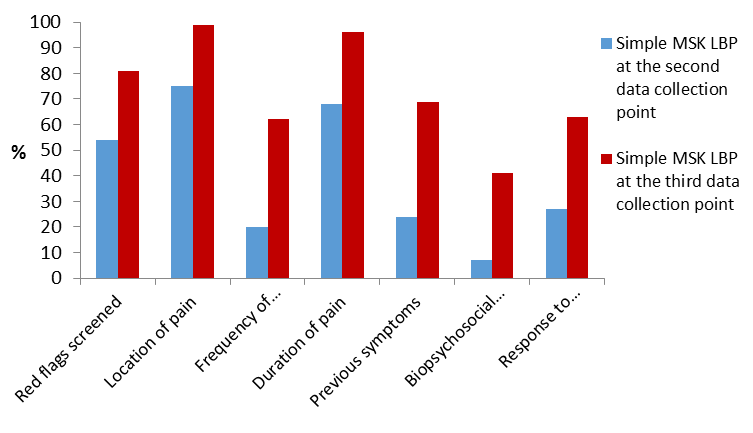 100
90
80
70
60
50
40
30
20
10
0
%
Red flags screened
Location of pain
Frequency of...
Duration of pain
Previous symptoms
Biopsychosocial...
Response to...
Simple MSK LBP
at the second
data collection
point
Simple MSK LBP
at the third data
collection point